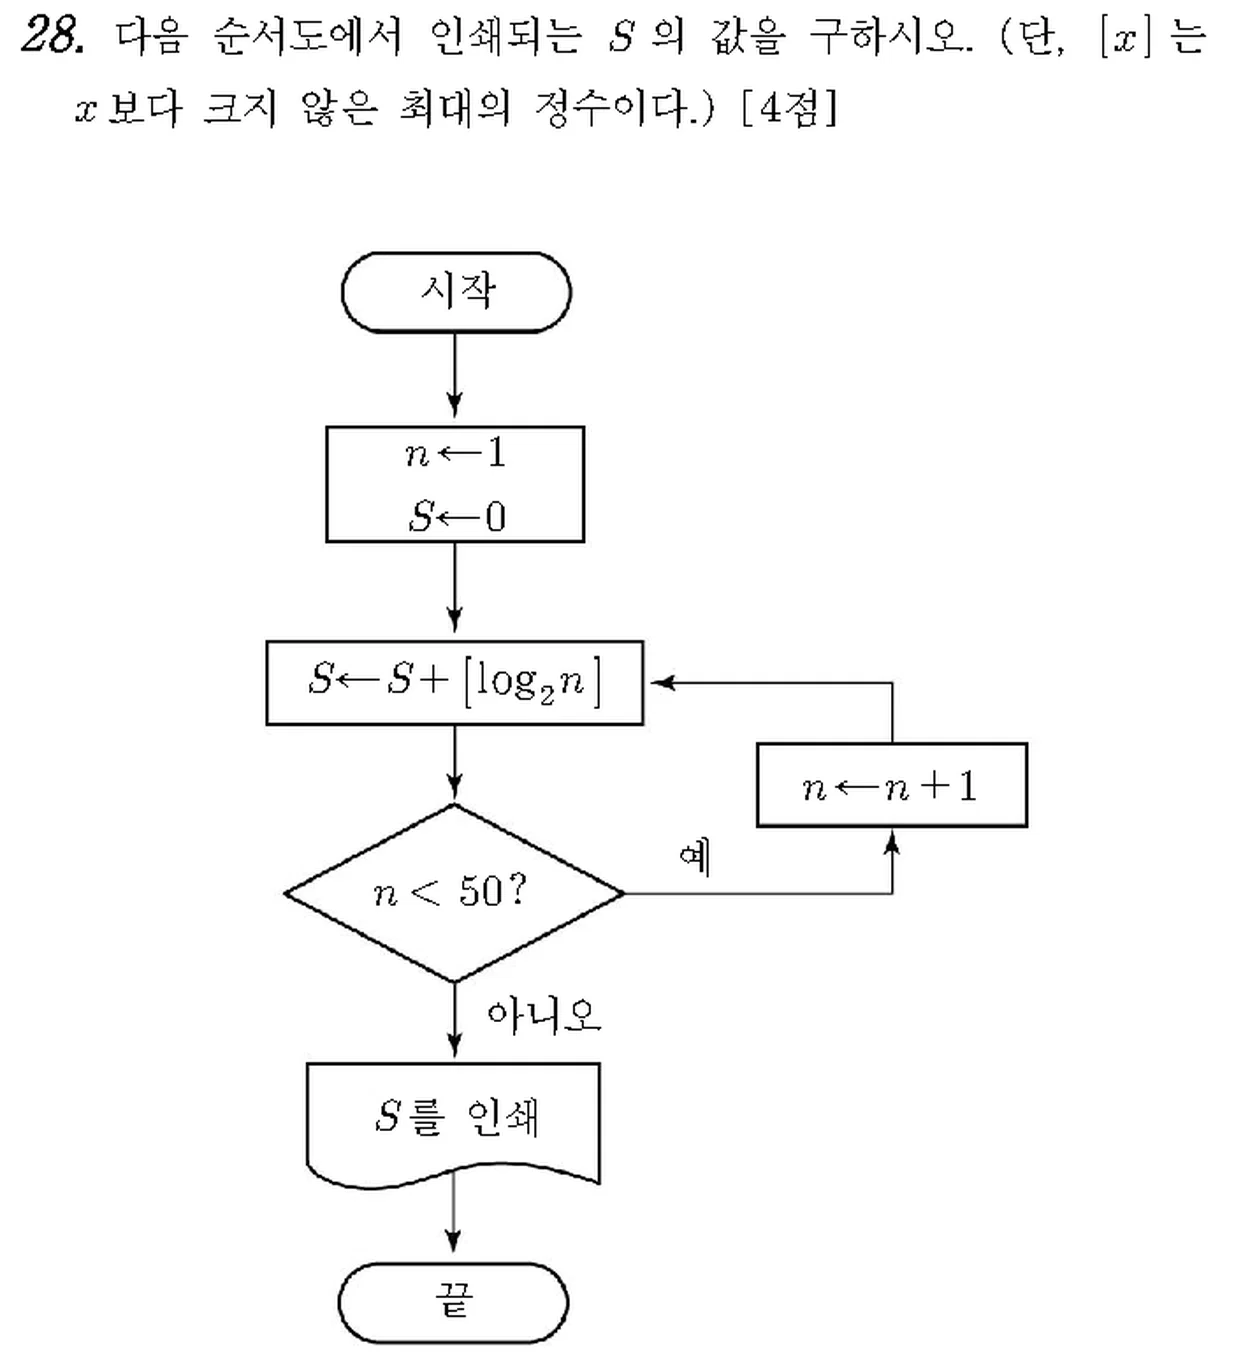 28. 다음 순서도에서 인쇄되는 S 의 값을 구하시오. (단, [x] 는
x 보다 크지 않은 최대의 정수이다.) [4점]
시작
n←1
S←0
S←S+[log₂n]
n←n+1
예
n < 50?
아니오
S를 인쇄
끝